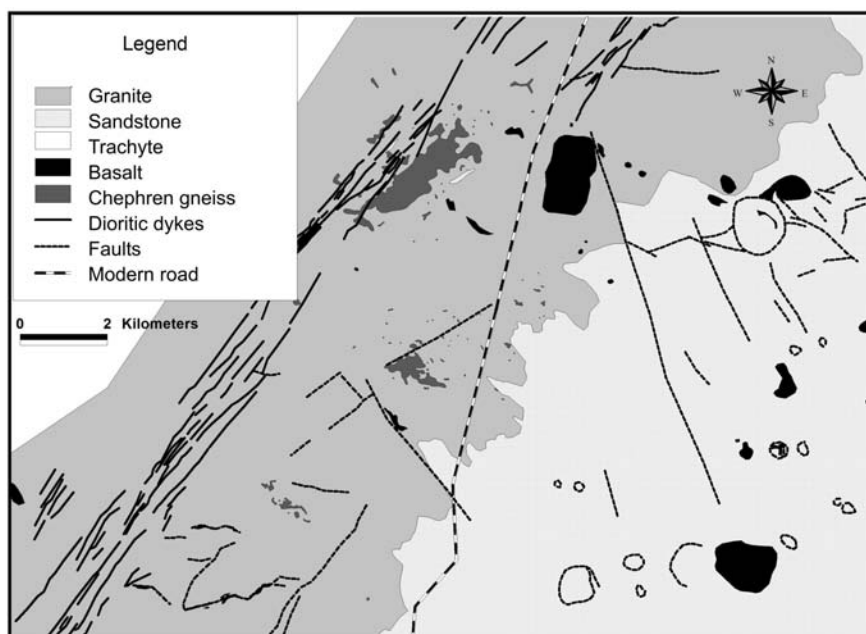 Legend
Granite
Sandstone
Trachyte
Basalt
Chephren gneiss
Dioritic dykes
Faults
Modern road
0 2 Kilometers
N
W E
S